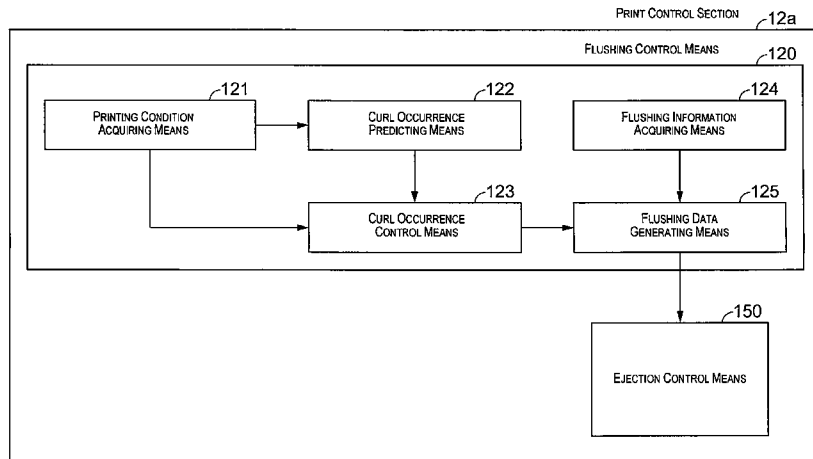 PRINT CONTROL SECTION
12a
FLUSHING CONTROL MEANS
120
121
PRINTING CONDITION
ACQUIRING MEANS
122
CURL OCCURRENCE
PREDICTING MEANS
124
FLUSHING INFORMATION
ACQUIRING MEANS
123
CURL OCCURRENCE
CONTROL MEANS
125
FLUSHING DATA
GENERATING MEANS
150
EJECTION CONTROL MEANS